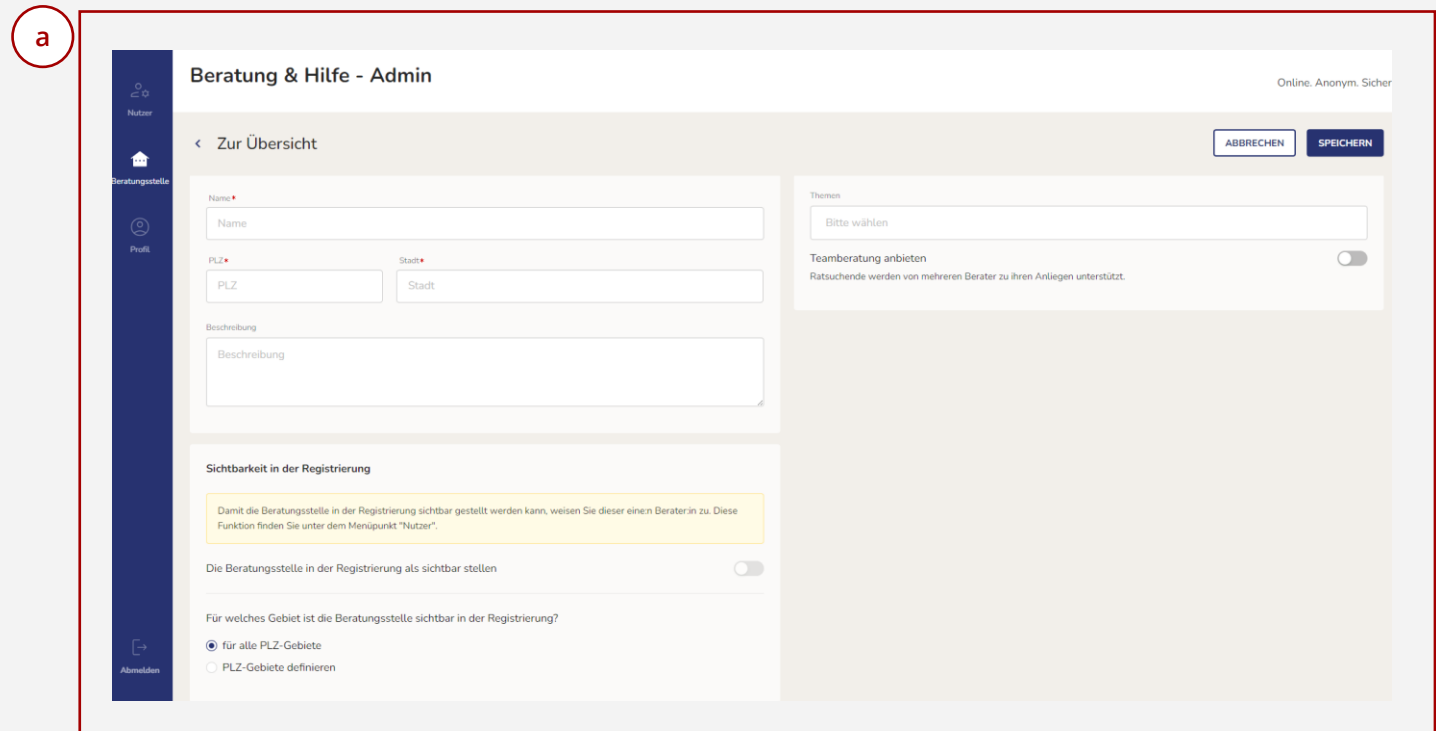 a
Beratung & Hilfe - Admin
Online. Anonym. Sicher
Nutzer
Beratungsstelle
Profil
Abmelden
Zur Übersicht
ABBRECHEN
SPEICHERN
Name*
Name
PLZ*
Stadt*
PLZ
Stadt
Beschreibung
Beschreibung
Themen
Bitte wählen
Teamberatung anbieten
Ratsuchende werden von mehreren Berater zu ihren Anliegen unterstützt.
Sichtbarkeit in der Registrierung
Damit die Beratungsstelle in der Registrierung sichtbar gestellt werden kann, weisen Sie dieser eine:n Berater:in zu. Diese
Funktion finden Sie unter dem Menüpunkt "Nutzer".
Die Beratungsstelle in der Registrierung als sichtbar stellen
Für welches Gebiet ist die Beratungsstelle sichtbar in der Registrierung?
für alle PLZ-Gebiete
PLZ-Gebiete definieren